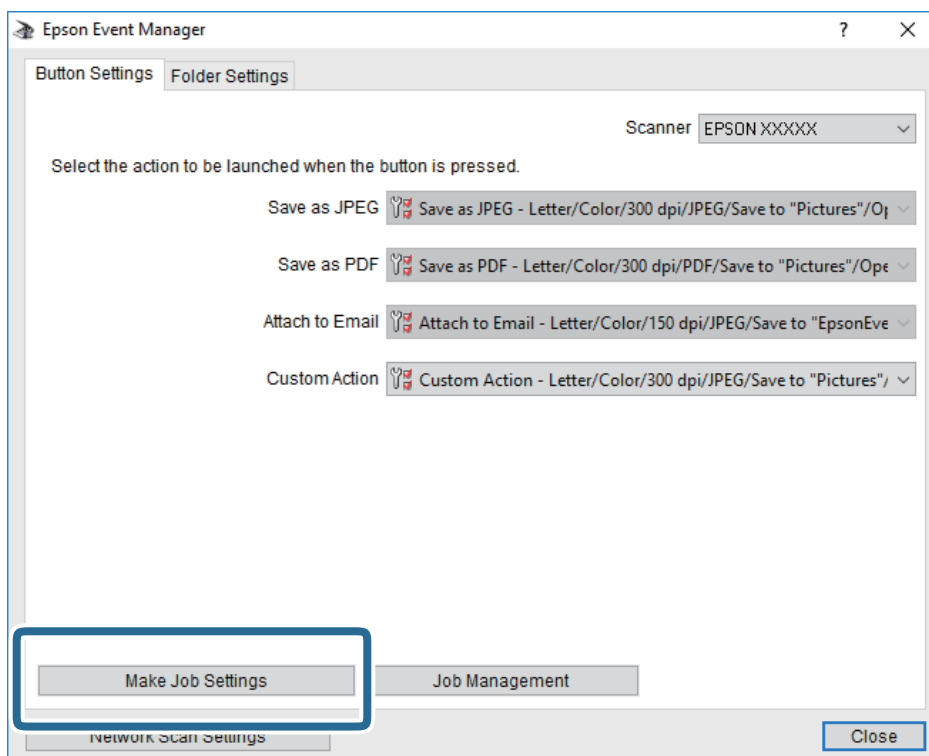 Epson Event Manager
Button Settings Folder Settings
Scanner EPSON XXXXX
Select the action to be launched when the button is pressed.
Save as JPEG Save as JPEG - Letter/Color/300 dpi/JPEG/Save to "Pictures"/Op
Save as PDF Save as PDF - Letter/Color/300 dpi/PDF/Save to "Pictures"/Ope
Attach to Email Attach to Email - Letter/Color/150 dpi/JPEG/Save to "EpsonEve
Custom Action Custom Action - Letter/Color/300 dpi/JPEG/Save to "Pictures"/
Make Job Settings Job Management
Network Scan Settings Close